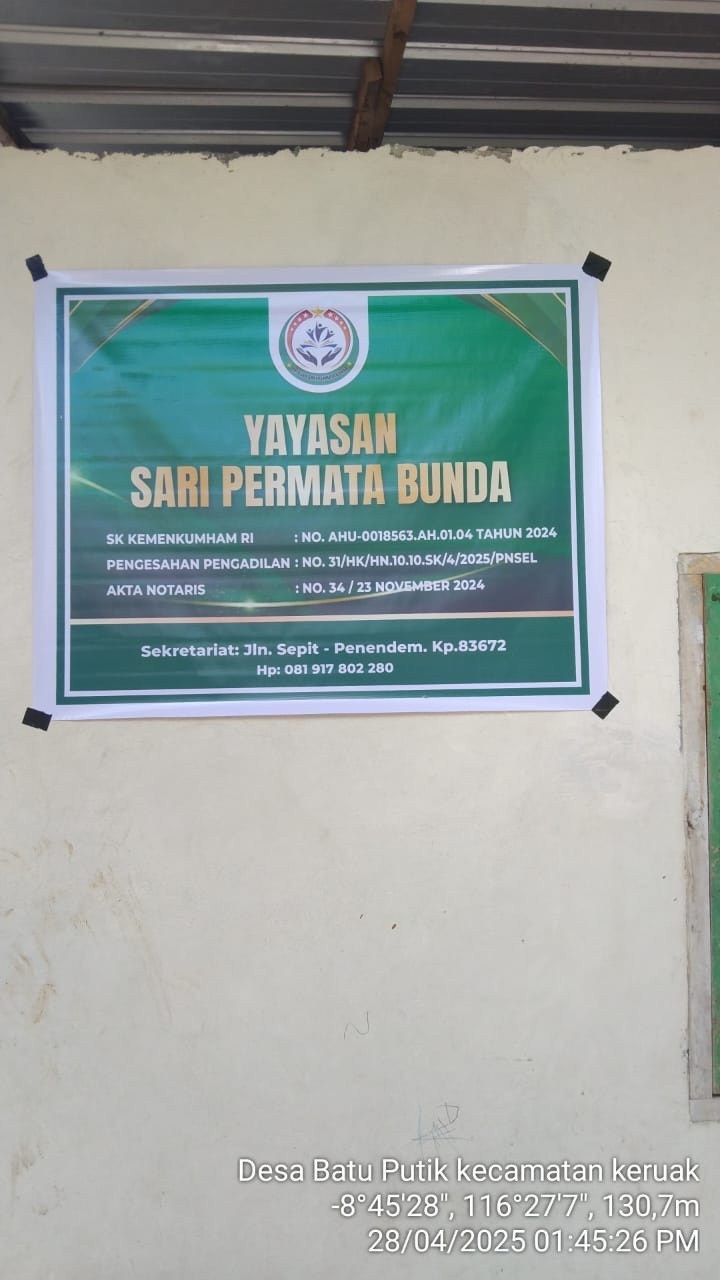 YAYASAN
SARI PERMATA BUNDA
SK KEMENKUMHAM RI : NO. AHU-0018563.AH.01.04 TAHUN 2024
PENGESAHAN PENGADILAN : NO. 31/HK/HN.10.10.SK/4/2025/PNSEL
AKTA NOTARIS : NO. 34 / 23 NOVEMBER 2024
Sekretariat: Jln. Sepit - Penendem. Kp.83672
Hp: 081 917 802 280
Desa Batu Putik kecamatan keruak
-8°45'28", 116°27'7", 130,7m
28/04/2025 01:45:26 PM